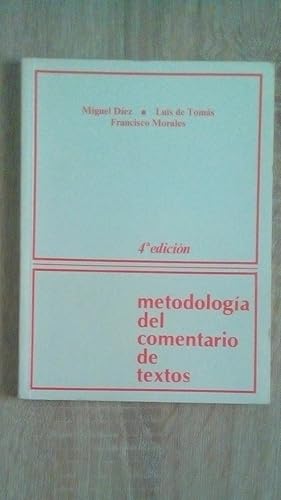 Miguel Díez • Luis de Tomás
Francisco Morales
4ª edición
metodología
del
comentario
de
textos